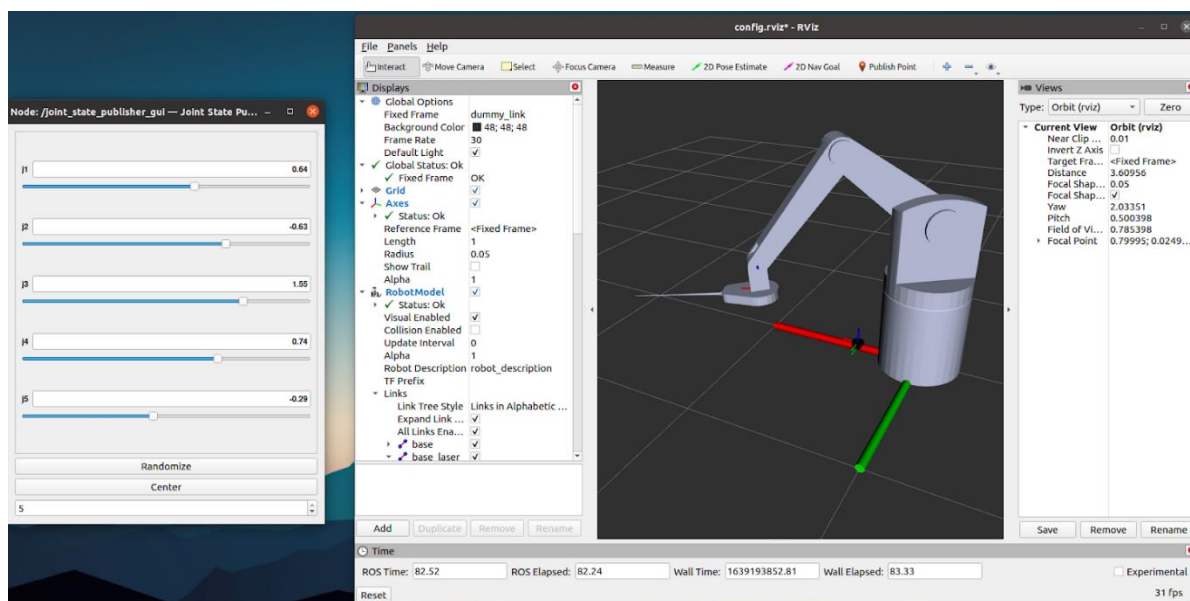 config.rviz* - RViz
File Panels Help
Interact Move Camera Select Focus Camera Measure 2D Pose Estimate 2D Nav Goal Publish Point
Node: /joint_state_publisher_gui — Joint State Pu...
j1 0.64
j2 -0.63
j3 1.55
j4 0.74
j5 -0.29
Randomize
Center
5
Displays
Global Options
Fixed Frame dummy_link
Background Color 48; 48; 48
Frame Rate 30
Default Light
Global Status: Ok
Fixed Frame OK
Grid
Axes
Status: Ok
Reference Frame <Fixed Frame>
Length 1
Radius 0.05
Show Trail
Alpha 1
RobotModel
Status: Ok
Visual Enabled
Collision Enabled
Update Interval 0
Alpha 1
Robot Description robot_description
TF Prefix
Links
Link Tree Style Links in Alphabetic ...
Expand Link ...
All Links Ena...
base
base_laser
Add Duplicate Remove Rename
Views
Type: Orbit (rviz) Zero
Current View Orbit (rviz)
Near Clip ... 0.01
Invert Z Axis
Target Fra... <Fixed Frame>
Distance 3.60956
Focal Shap... 0.05
Focal Shap...
Yaw 2.03351
Pitch 0.500398
Field of Vi... 0.785398
Focal Point 0.79995; 0.0249...
Save Remove Rename
Time
ROS Time: 82.52 ROS Elapsed: 82.24 Wall Time: 1639193852.81 Wall Elapsed: 83.33 Experimental
Reset 31 fps